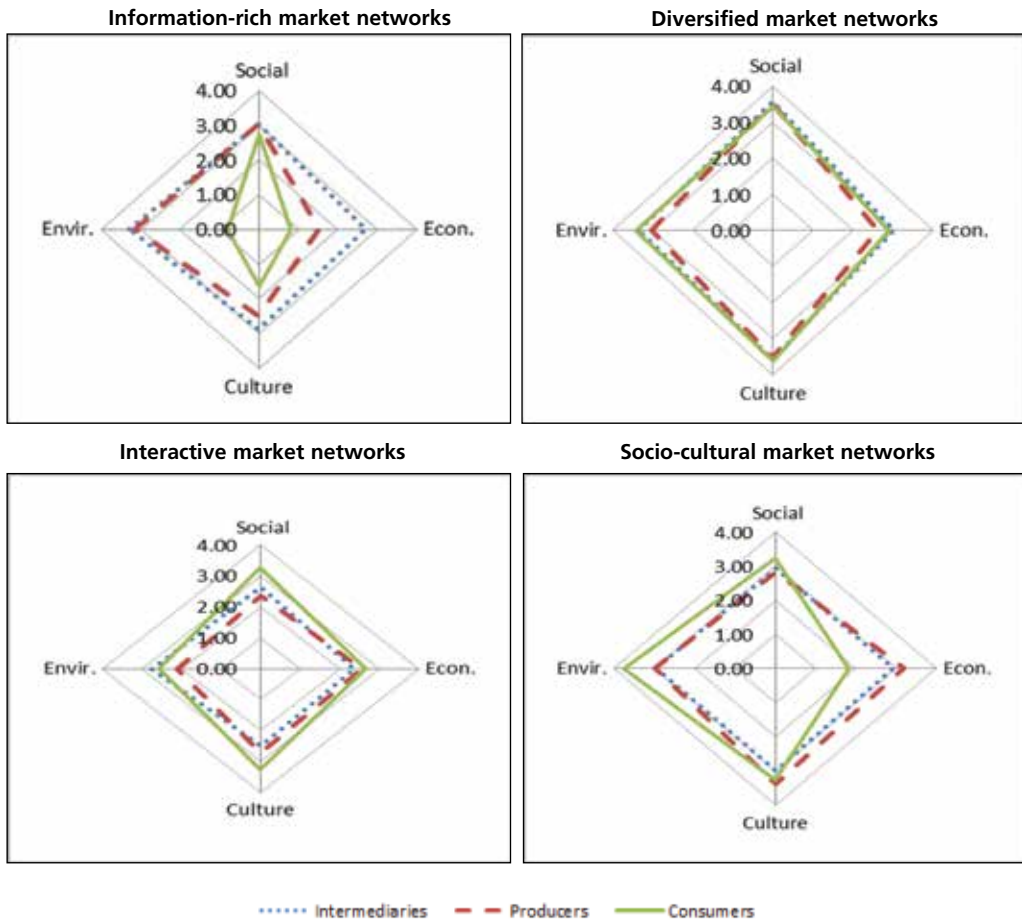 Information-rich market networks
Social
4.00
3.00
2.00
1.00
0.00
Envir.
Econ.
Culture
Diversified market networks
Social
4.00
3.00
2.00
1.00
0.00
Envir.
Econ.
Culture
Interactive market networks
Social
4.00
3.00
2.00
1.00
0.00
Envir.
Econ.
Culture
Socio-cultural market networks
Social
4.00
3.00
2.00
1.00
0.00
Envir.
Econ.
Culture
Intermediaries Producers Consumers